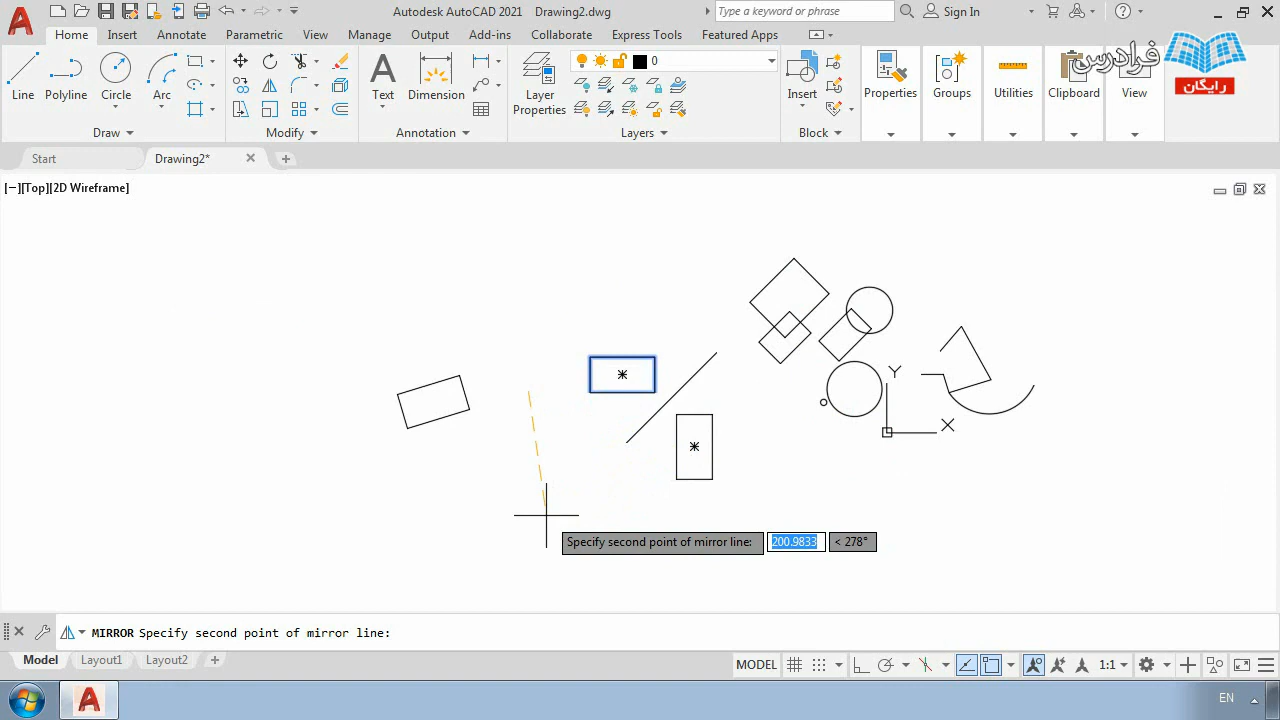 Autodesk AutoCAD 2021 Drawing2.dwg
Type a keyword or phrase
Sign In
Home Insert Annotate Parametric View Manage Output Add-ins Collaborate Express Tools Featured Apps
فرادرس
رایگان
0
Line Polyline Circle Arc
Text Dimension
Layer
Properties
Insert
Properties Groups Utilities Clipboard View
Draw Modify Annotation Layers Block
Start Drawing2*
[−][Top][2D Wireframe]
Y
X
Specify second point of mirror line: 200.9833 < 278°
MIRROR Specify second point of mirror line:
Model Layout1 Layout2
MODEL 1:1
EN